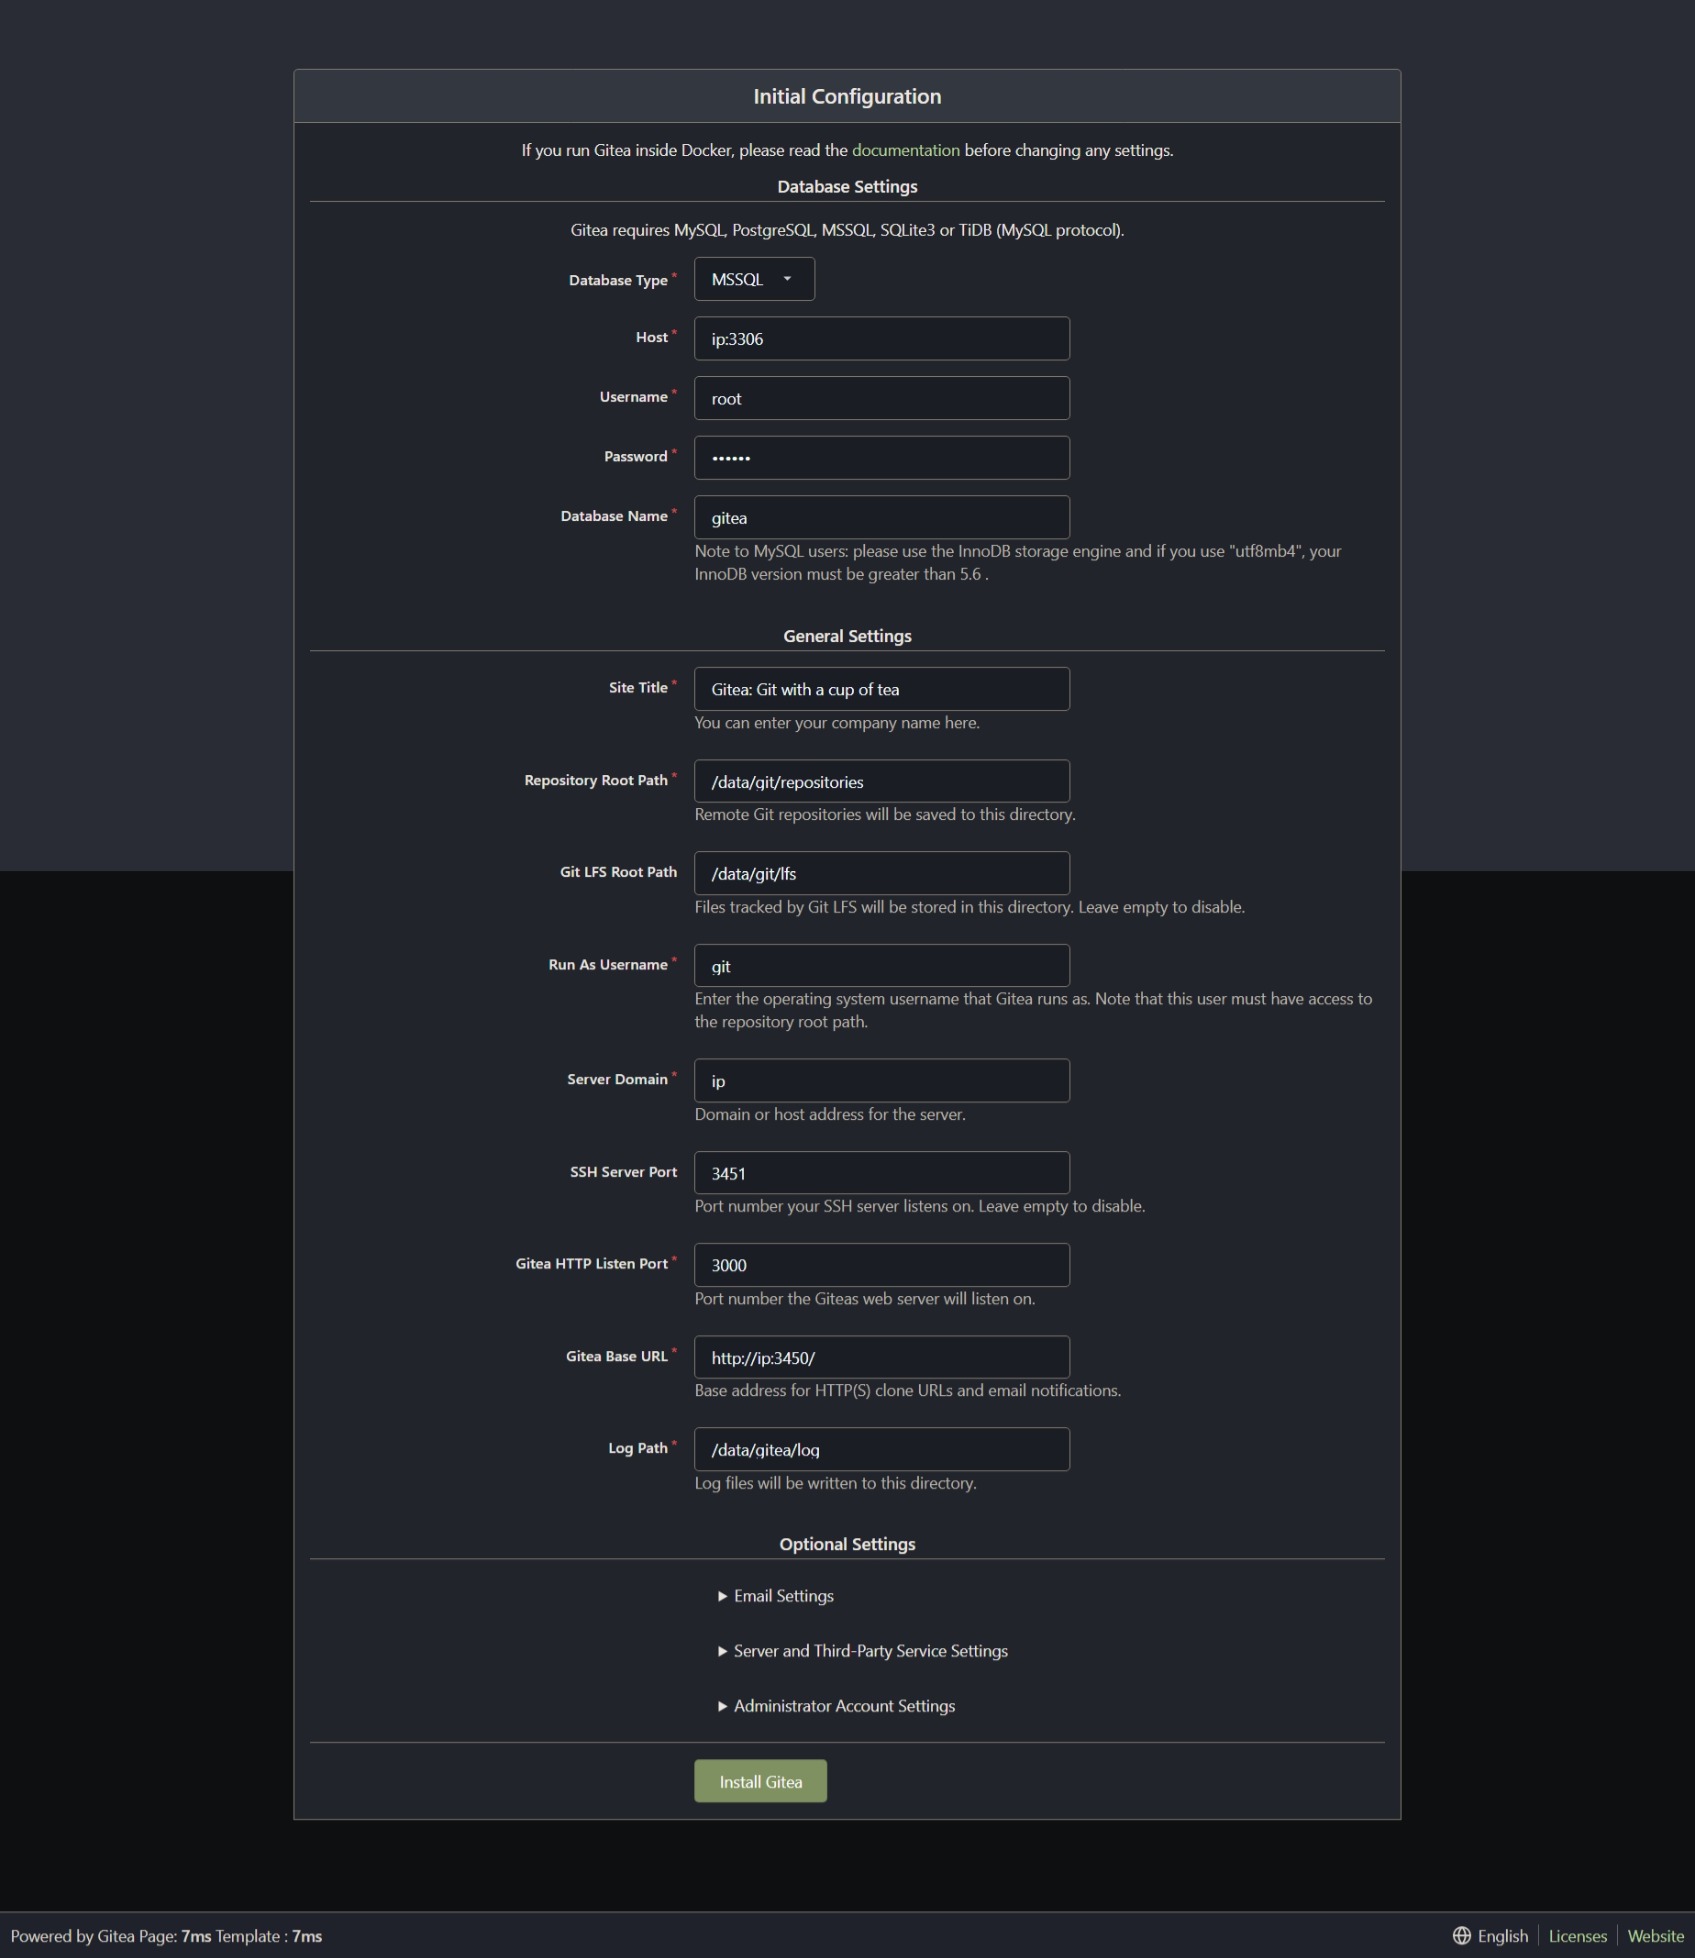 Initial Configuration
If you run Gitea inside Docker, please read the documentation before changing any settings.
Database Settings
Gitea requires MySQL, PostgreSQL, MSSQL, SQLite3 or TiDB (MySQL protocol).
Database Type* MSSQL
Host* ip:3306
Username* root
Password* ••••••
Database Name* gitea
Note to MySQL users: please use the InnoDB storage engine and if you use "utf8mb4", your
InnoDB version must be greater than 5.6 .
General Settings
Site Title* Gitea: Git with a cup of tea
You can enter your company name here.
Repository Root Path* /data/git/repositories
Remote Git repositories will be saved to this directory.
Git LFS Root Path /data/git/lfs
Files tracked by Git LFS will be stored in this directory. Leave empty to disable.
Run As Username* git
Enter the operating system username that Gitea runs as. Note that this user must have access to
the repository root path.
Server Domain* ip
Domain or host address for the server.
SSH Server Port 3451
Port number your SSH server listens on. Leave empty to disable.
Gitea HTTP Listen Port* 3000
Port number the Giteas web server will listen on.
Gitea Base URL* http://ip:3450/
Base address for HTTP(S) clone URLs and email notifications.
Log Path* /data/gitea/log
Log files will be written to this directory.
Optional Settings
Email Settings
Server and Third-Party Service Settings
Administrator Account Settings
Install Gitea
Powered by Gitea Page: 7ms Template : 7ms English Licenses Website